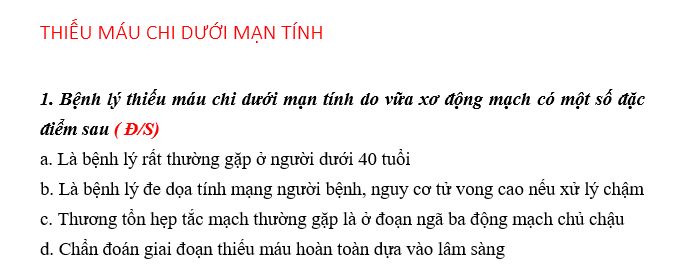 THIẾU MÁU CHI DƯỚI MẠN TÍNH
1. Bệnh lý thiếu máu chi dưới mạn tính do vữa xơ động mạch có một số đặc
điểm sau ( Đ/S)
a. Là bệnh lý rất thường gặp ở người dưới 40 tuổi
b. Là bệnh lý đe dọa tính mạng người bệnh, nguy cơ tử vong cao nếu xử lý chậm
c. Thương tổn hẹp tắc mạch thường gặp là ở đoạn ngã ba động mạch chủ chậu
d. Chẩn đoán giai đoạn thiếu máu hoàn toàn dựa vào lâm sàng